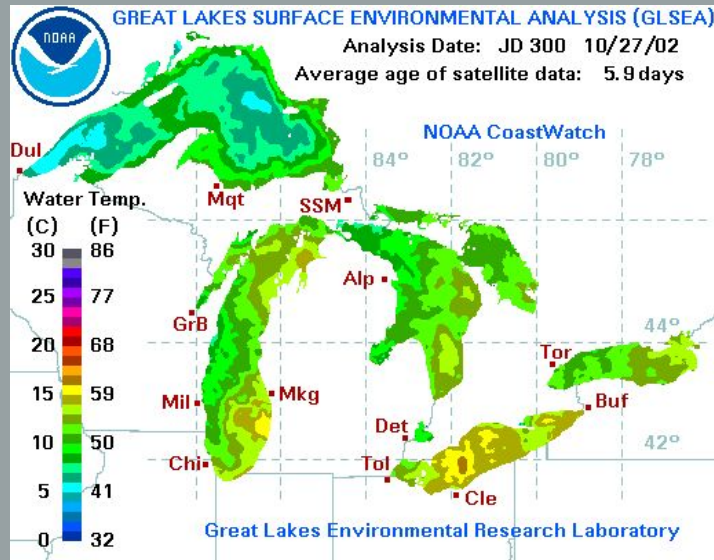 NOAA
GREAT LAKES SURFACE ENVIRONMENTAL ANALYSIS (GLSEA)
Analysis Date: JD 300 10/27/02
Average age of satellite data: 5.9 days
NOAA CoastWatch
84° 82° 80° 78°
Dul
Mqt
SSM
Water Temp.
(C) (F)
30 86
25 77
20 68
15 59
10 50
5 41
0 32
Alp
GrB
44°
Tor
Mil
Mkg
Buf
Det
42°
Chi
Tol
Cle
Great Lakes Environmental Research Laboratory